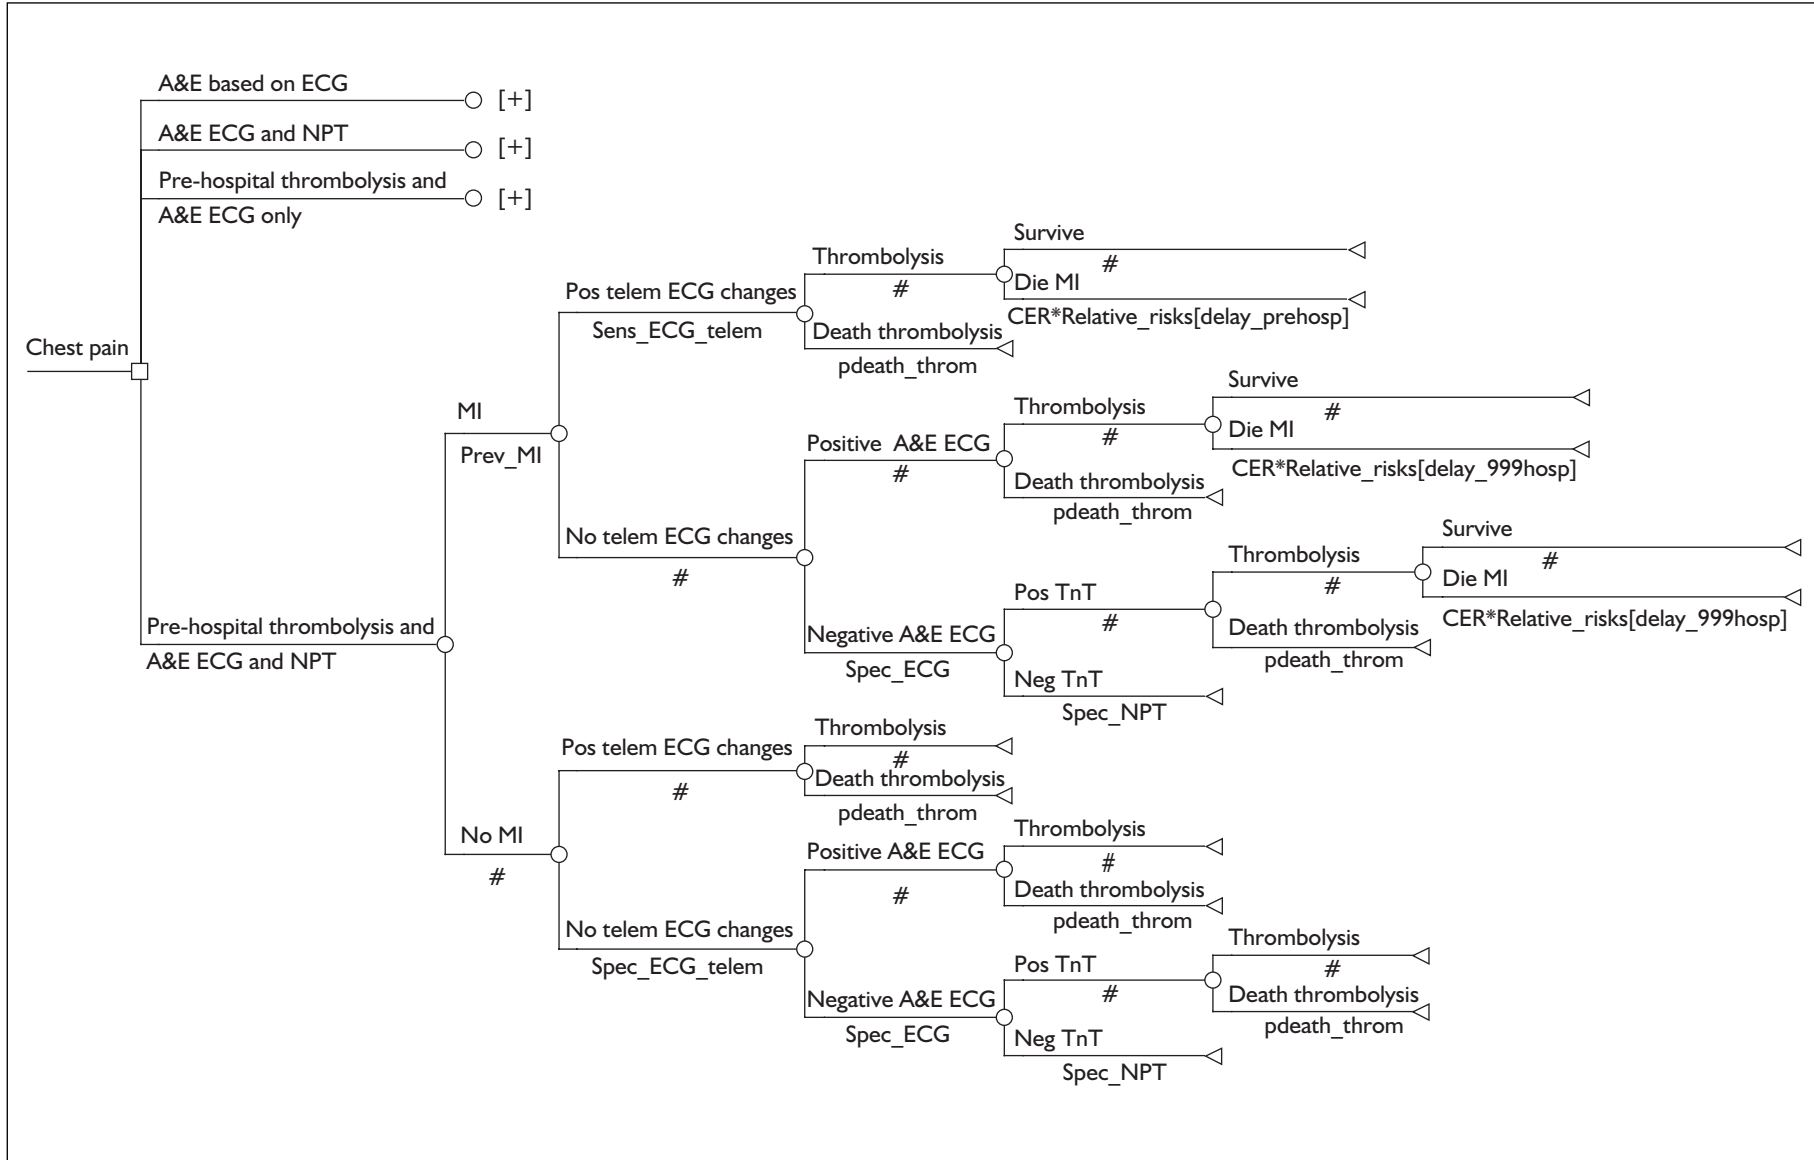 A&E based on ECG
[+]
A&E ECG and NPT
[+]
Pre-hospital thrombolysis and
A&E ECG only
[+]
Chest pain
Pre-hospital thrombolysis and
A&E ECG and NPT
MI
Prev_MI
Pos telem ECG changes
Sens_ECG_telem
Thrombolysis
#
Survive
#
Die MI
CER*Relative_risks[delay_prehosp]
Death thrombolysis
pdeath_throm
No telem ECG changes
#
Positive A&E ECG
#
Thrombolysis
#
Survive
#
Die MI
CER*Relative_risks[delay_999hosp]
Death thrombolysis
pdeath_throm
Negative A&E ECG
Spec_ECG
Pos TnT
#
Thrombolysis
#
Survive
#
Die MI
CER*Relative_risks[delay_999hosp]
Death thrombolysis
pdeath_throm
Neg TnT
Spec_NPT
No MI
#
Pos telem ECG changes
#
Thrombolysis
#
Death thrombolysis
pdeath_throm
No telem ECG changes
Spec_ECG_telem
Positive A&E ECG
#
Thrombolysis
#
Death thrombolysis
pdeath_throm
Negative A&E ECG
Spec_ECG
Pos TnT
#
Thrombolysis
#
Death thrombolysis
pdeath_throm
Neg TnT
Spec_NPT